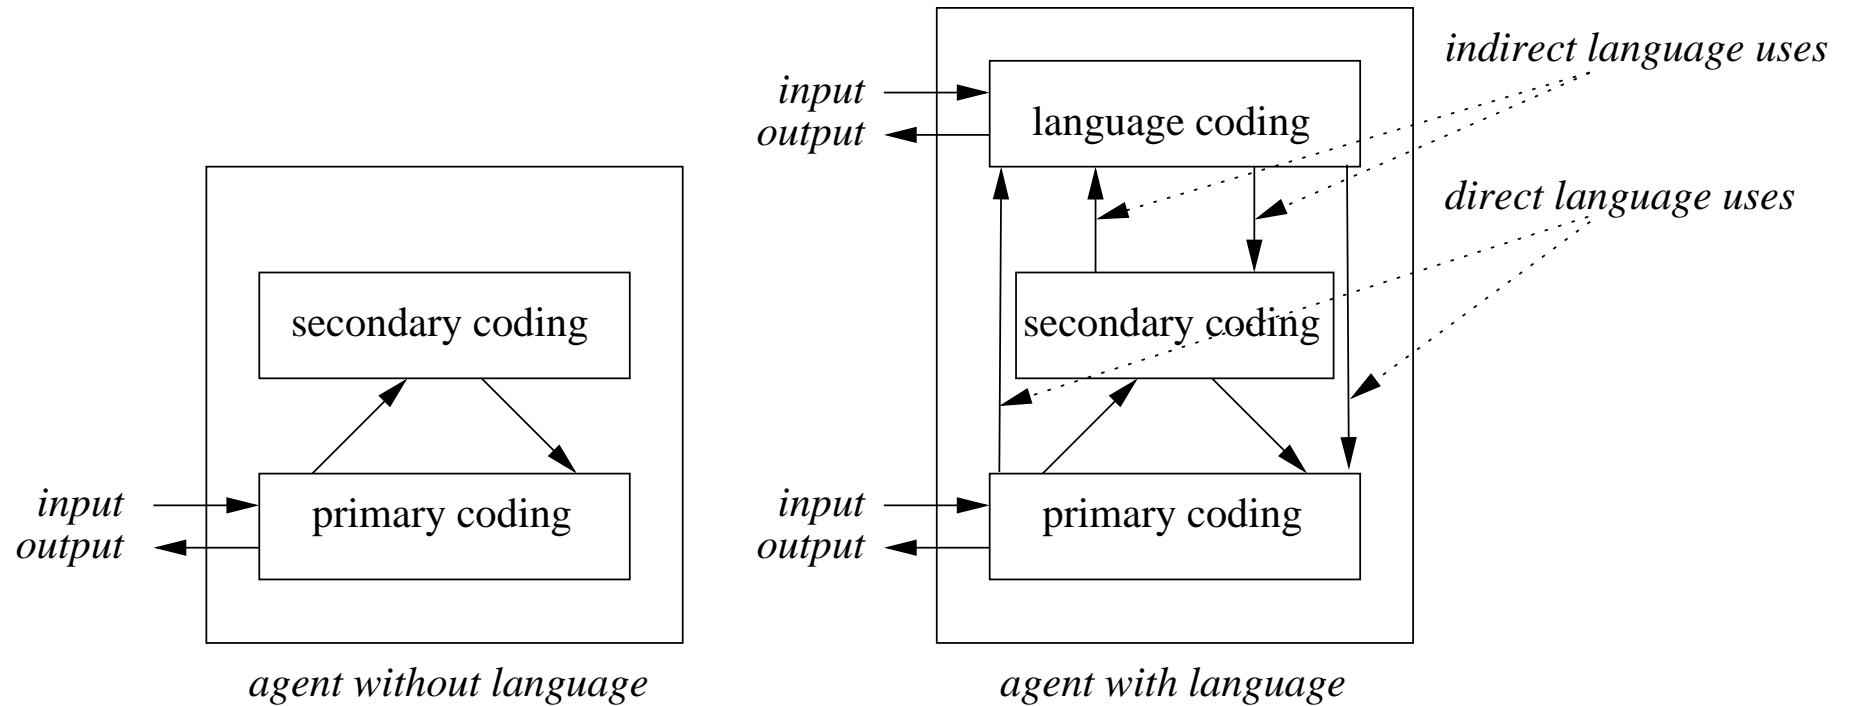 secondary coding
input
primary coding
output
agent without language
indirect language uses
input
language coding
output
direct language uses
secondary coding
input
primary coding
output
agent with language